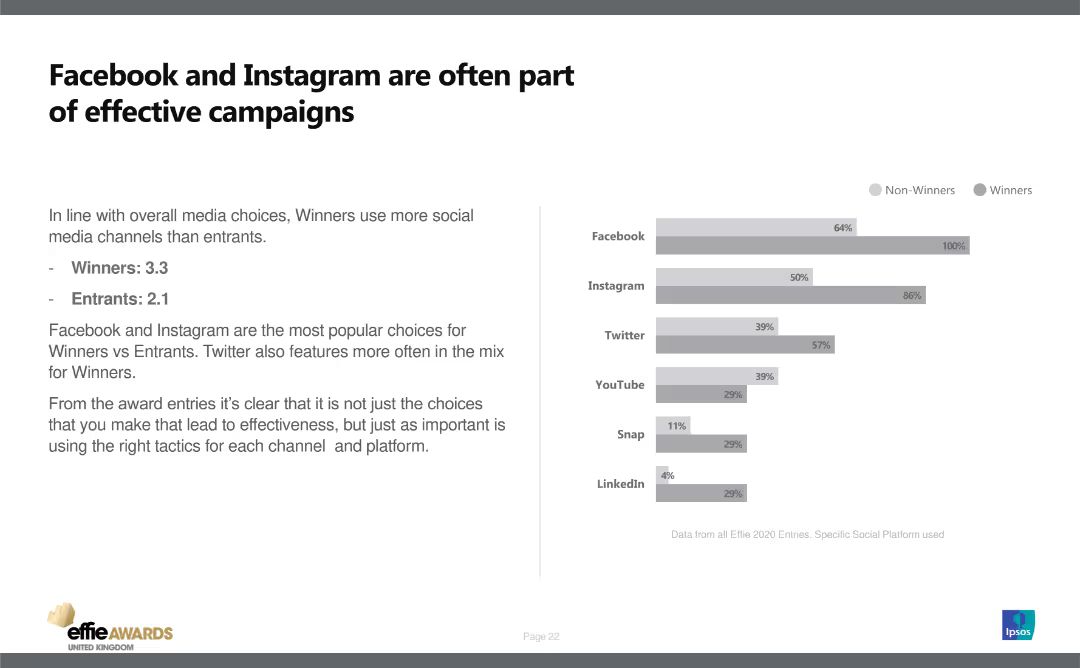 Facebook and Instagram are often part
of effective campaigns
In line with overall media choices, Winners use more social
media channels than entrants.
- Winners: 3.3
- Entrants: 2.1
Facebook and Instagram are the most popular choices for
Winners vs Entrants. Twitter also features more often in the mix
for Winners.
From the award entries it’s clear that it is not just the choices
that you make that lead to effectiveness, but just as important is
using the right tactics for each channel  and platform.
Non-Winners Winners
Facebook
64%
100%
Instagram
50%
86%
Twitter
39%
57%
YouTube
39%
29%
Snap
11%
29%
LinkedIn
4%
29%
Data from all Effie 2020 Entries. Specific Social Platform used
effie AWARDS
UNITED KINGDOM
Page 22
Ipsos